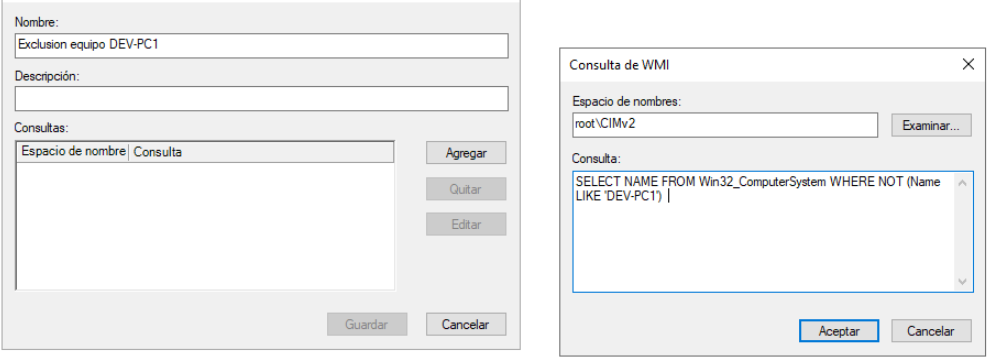 Nombre:
Exclusion equipo DEV-PC1
Descripción:
Consultas:
Espacio de nombre Consulta
Agregar
Quitar
Editar
Guardar
Cancelar
Consulta de WMI
Espacio de nombres:
root\CIMv2
Examinar...
Consulta:
SELECT NAME FROM Win32_ComputerSystem WHERE NOT (Name
LIKE 'DEV-PC1')
Aceptar
Cancelar